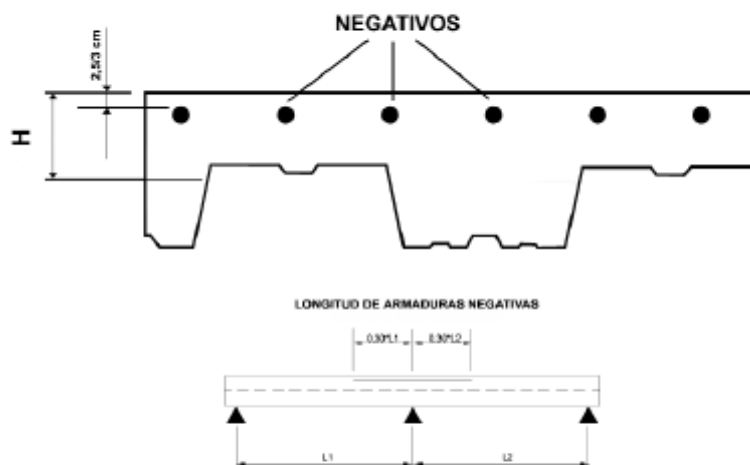 NEGATIVOS
2,5/3 cm
H
LONGITUD DE ARMADURAS NEGATIVAS
0.30*L1 0.30*L2
L1 L2